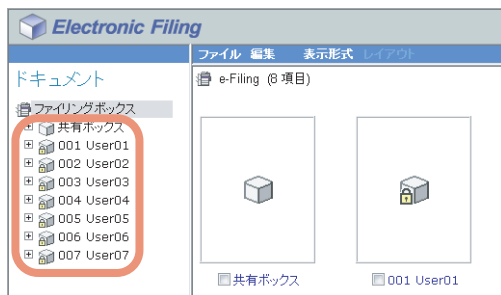 Electronic Filing
ファイル 編集 表示形式 レイアウト
ドキュメント
e-Filing (8 項目)
ファイリングボックス
共有ボックス
001 User01
002 User02
003 User03
004 User04
005 User05
006 User06
007 User07
共有ボックス 001 User01